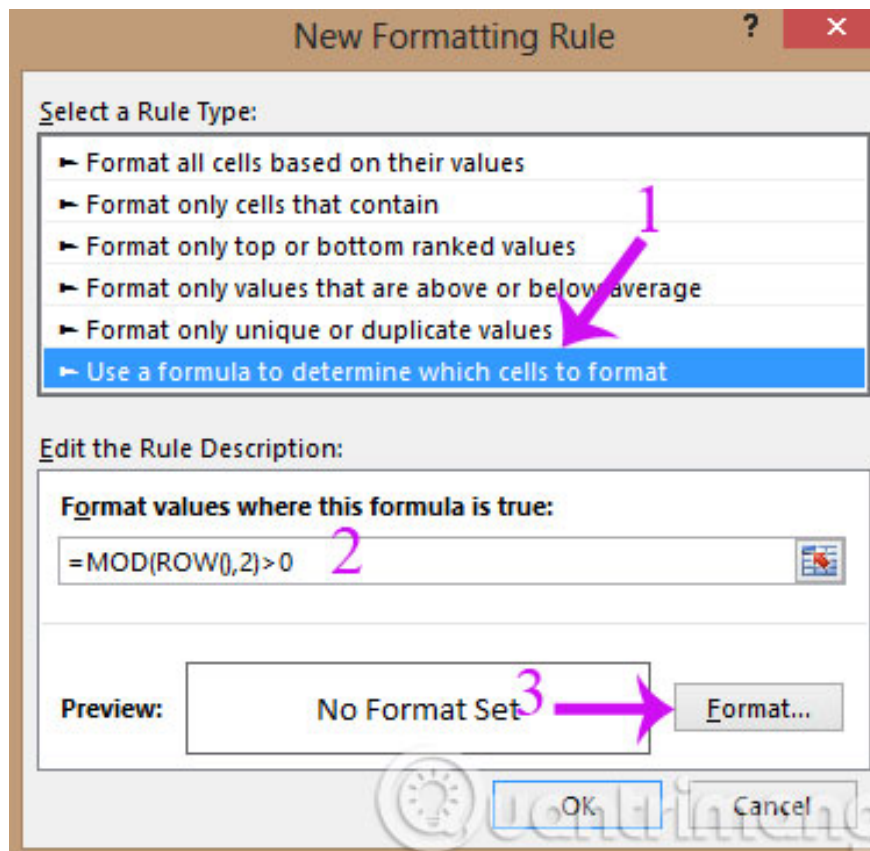 New Formatting Rule
?
Select a Rule Type:
► Format all cells based on their values
► Format only cells that contain
► Format only top or bottom ranked values
► Format only values that are above or below average
► Format only unique or duplicate values
► Use a formula to determine which cells to format
1
Edit the Rule Description:
Format values where this formula is true:
=MOD(ROW(),2)>0
2
Preview:
No Format Set
3
Format...
OK
Cancel
Quantrimang